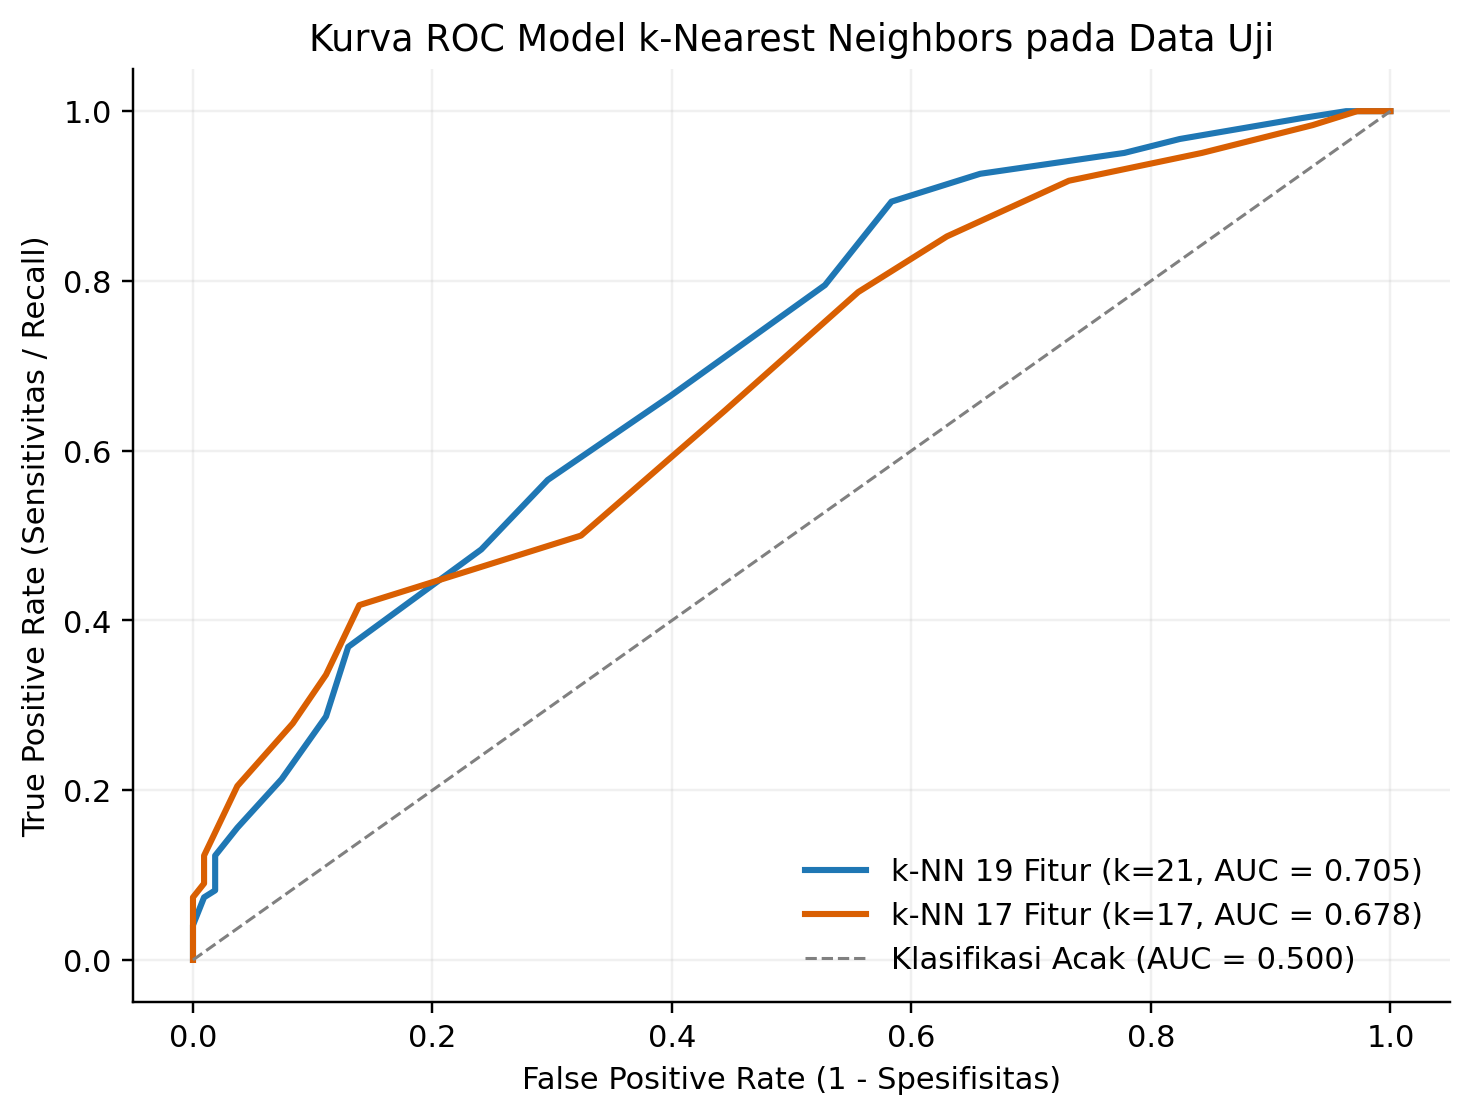 Kurva ROC Model k-Nearest Neighbors pada Data Uji
True Positive Rate (Sensitivitas / Recall)
1.0
0.8
0.6
0.4
0.2
0.0
k-NN 19 Fitur (k=21, AUC = 0.705)
k-NN 17 Fitur (k=17, AUC = 0.678)
Klasifikasi Acak (AUC = 0.500)
0.0 0.2 0.4 0.6 0.8 1.0
False Positive Rate (1 - Spesifisitas)